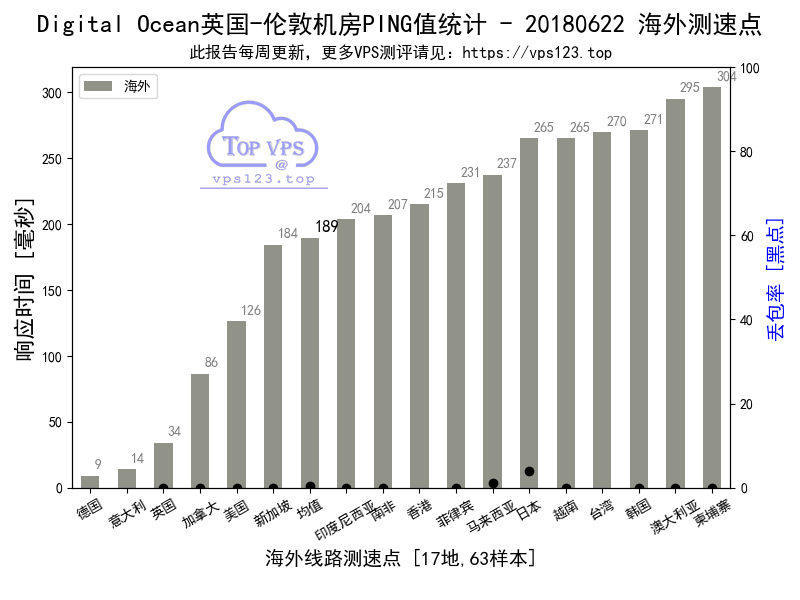 Digital Ocean英国-伦敦机房PING值统计 - 20180622 海外测速点
此报告每周更新，更多VPS测评请见：https://vps123.top
海外
TOP VPS
@
vps123.top
响应时间 [毫秒]
300
250
200
150
100
50
0
9
14
34
86
126
184
189
204
207
215
231
237
265
265
270
271
295
304
100
80
60
40
20
0
丢包率 [黑点]
德国
意大利
英国
加拿大
美国
新加坡
均值
印度尼西亚
南非
香港
菲律宾
马来西亚
日本
越南
台湾
韩国
澳大利亚
柬埔寨
海外线路测速点 [17地,63样本]